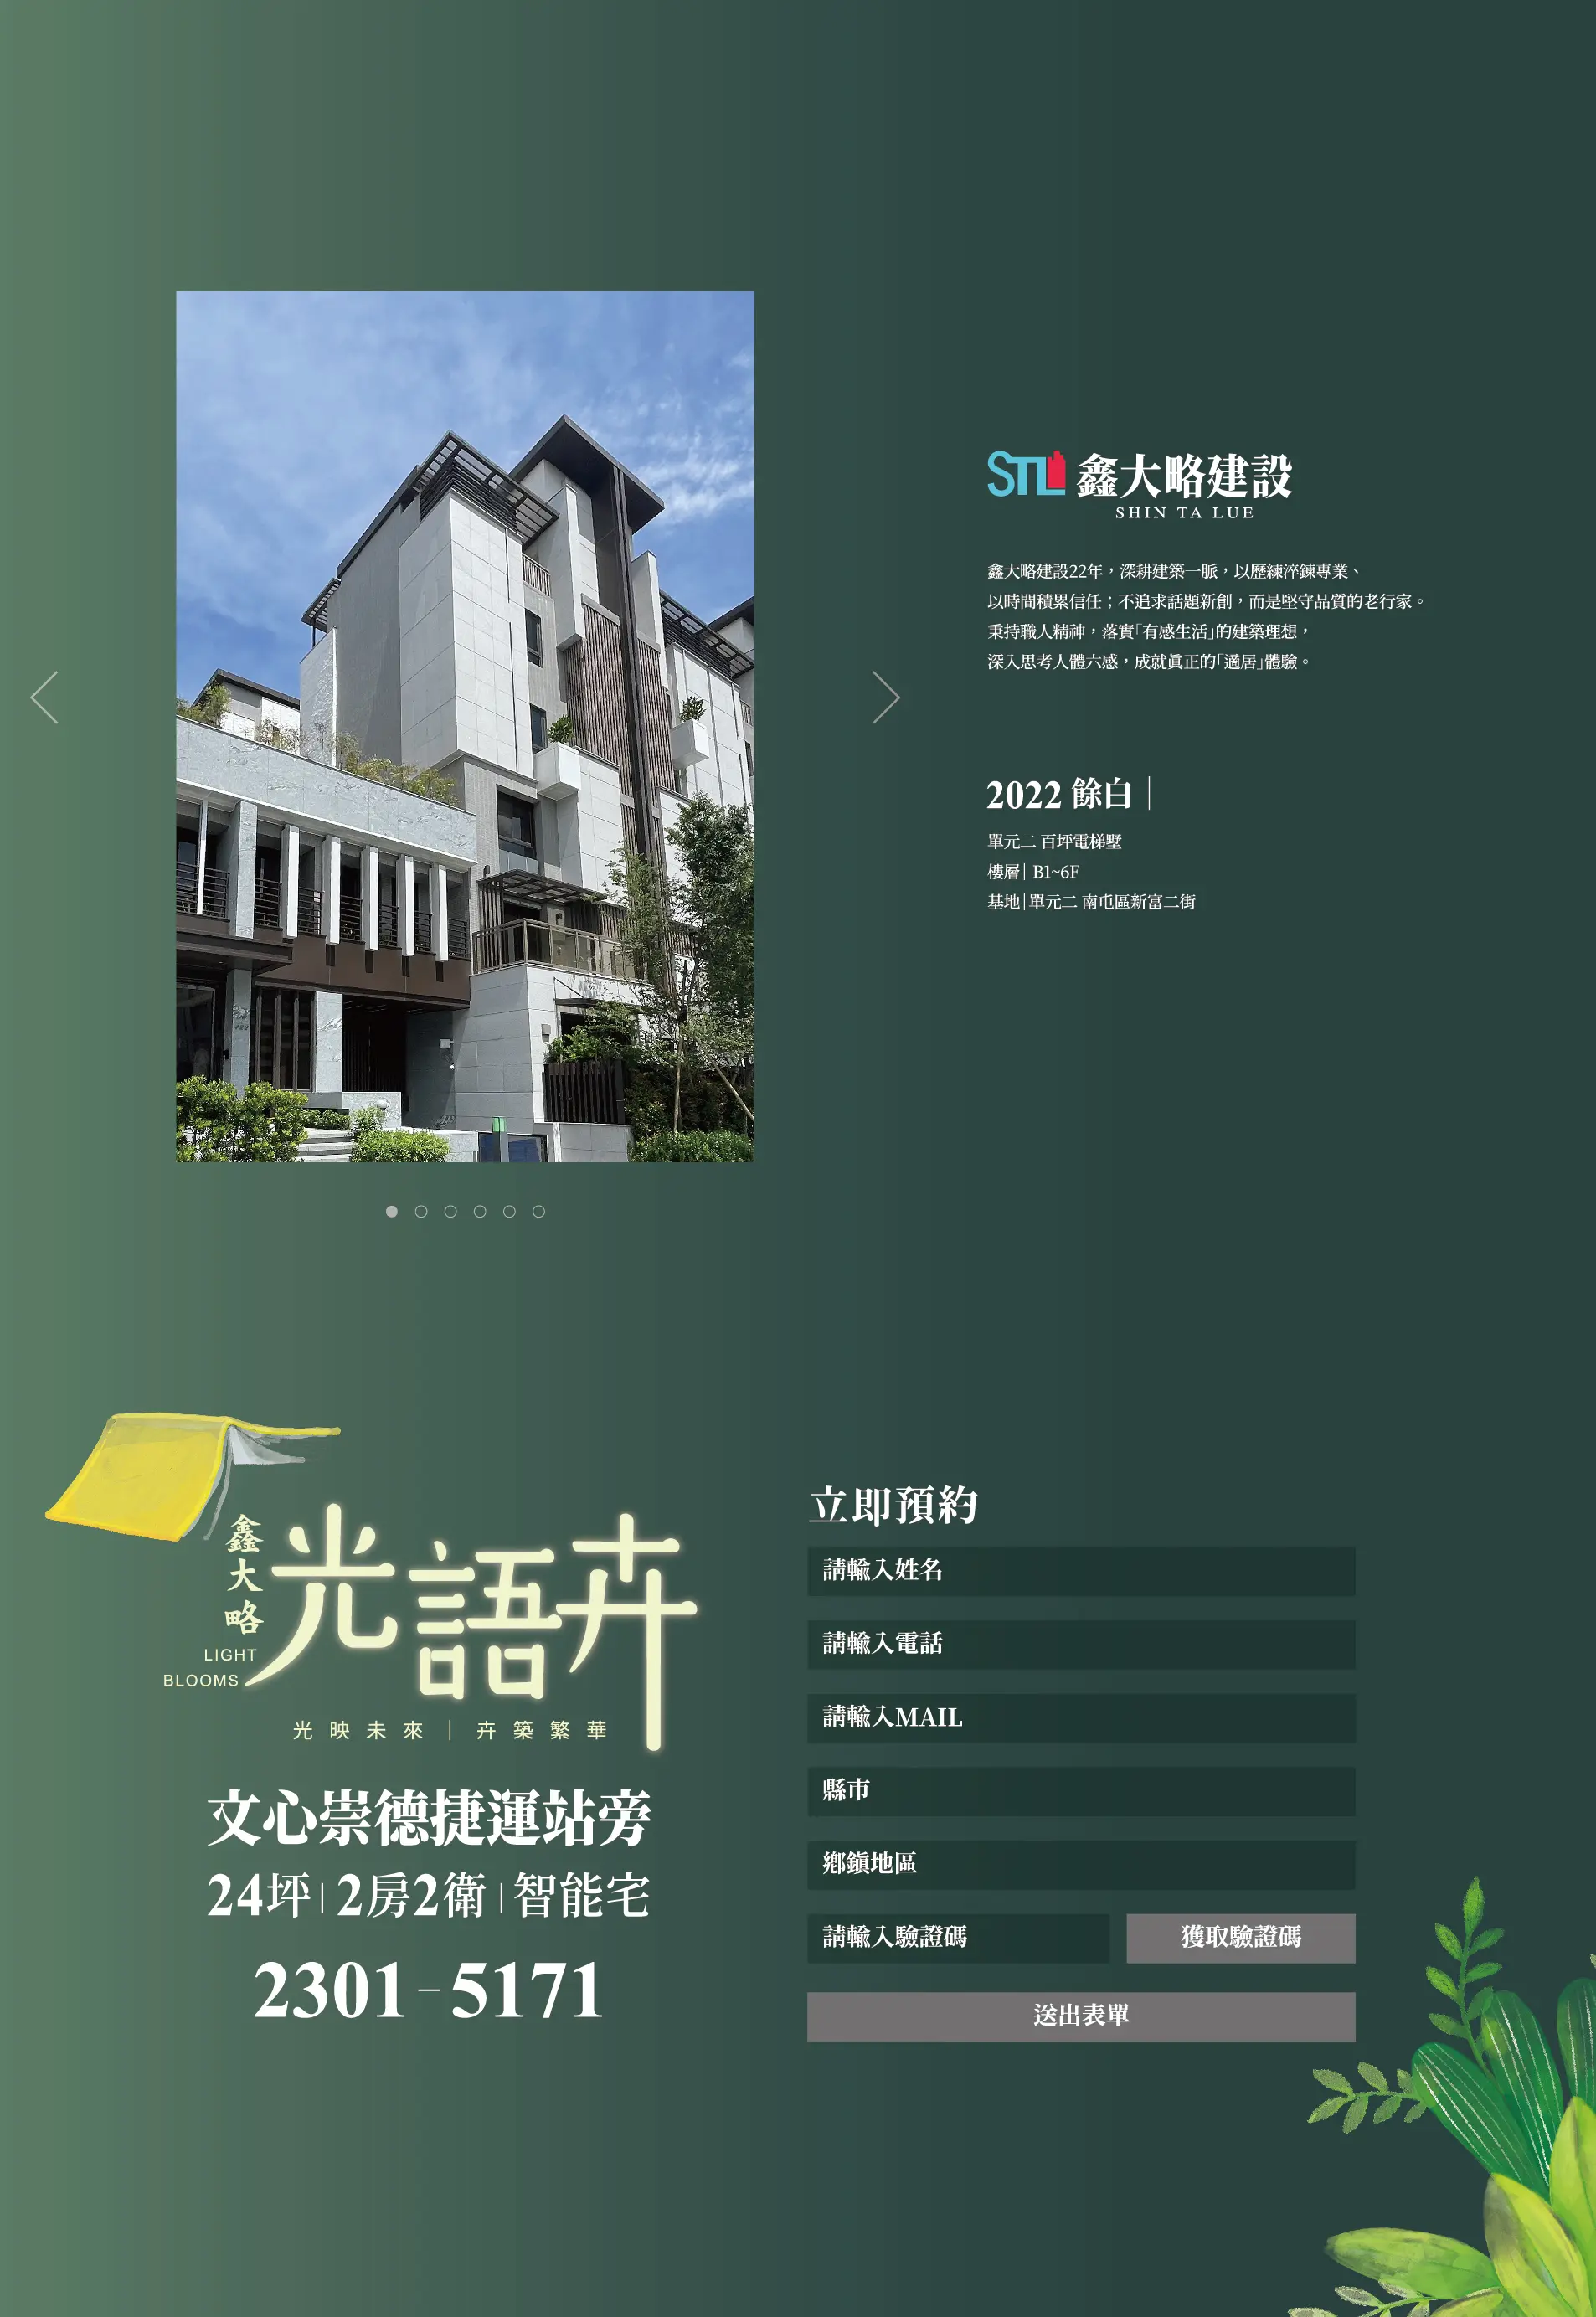 STL 鑫大略建設
SHIN TA LUE
鑫大略建設22年，深耕建築一脈，以歷練淬鍊專業、
以時間積累信任；不追求話題新創，而是堅守品質的老行家。
秉持職人精神，落實「有感生活」的建築理想，
深入思考人體六感，成就真正的「適居」體驗。
2022 餘白｜
單元二 百坪電梯墅
樓層| B1~6F
基地|單元二 南屯區新富二街
鑫大略
光語卉
LIGHT
BLOOMS
光映未來｜卉築繁華
文心崇德捷運站旁
24坪|2房2衛|智能宅
2301-5171
立即預約
請輸入姓名
請輸入電話
請輸入MAIL
縣市
鄉鎮地區
請輸入驗證碼
獲取驗證碼
送出表單